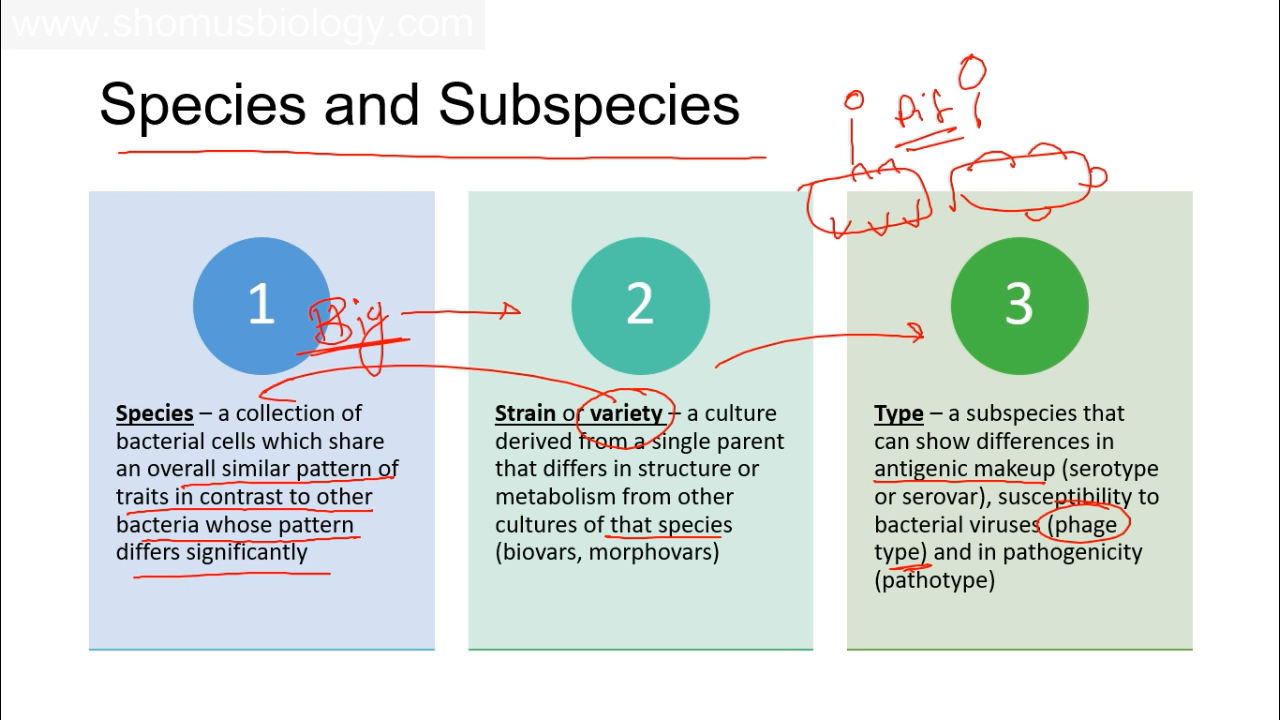 www.shomusbiology.com
Species and Subspecies
Dif
1
Big
2
3
Species – a collection of
bacterial cells which share
an overall similar pattern of
traits in contrast to other
bacteria whose pattern
differs significantly
Strain or variety – a culture
derived from a single parent
that differs in structure or
metabolism from other
cultures of that species
(biovars, morphovars)
Type – a subspecies that
can show differences in
antigenic makeup (serotype
or serovar), susceptibility to
bacterial viruses (phage
type) and in pathogenicity
(pathotype)